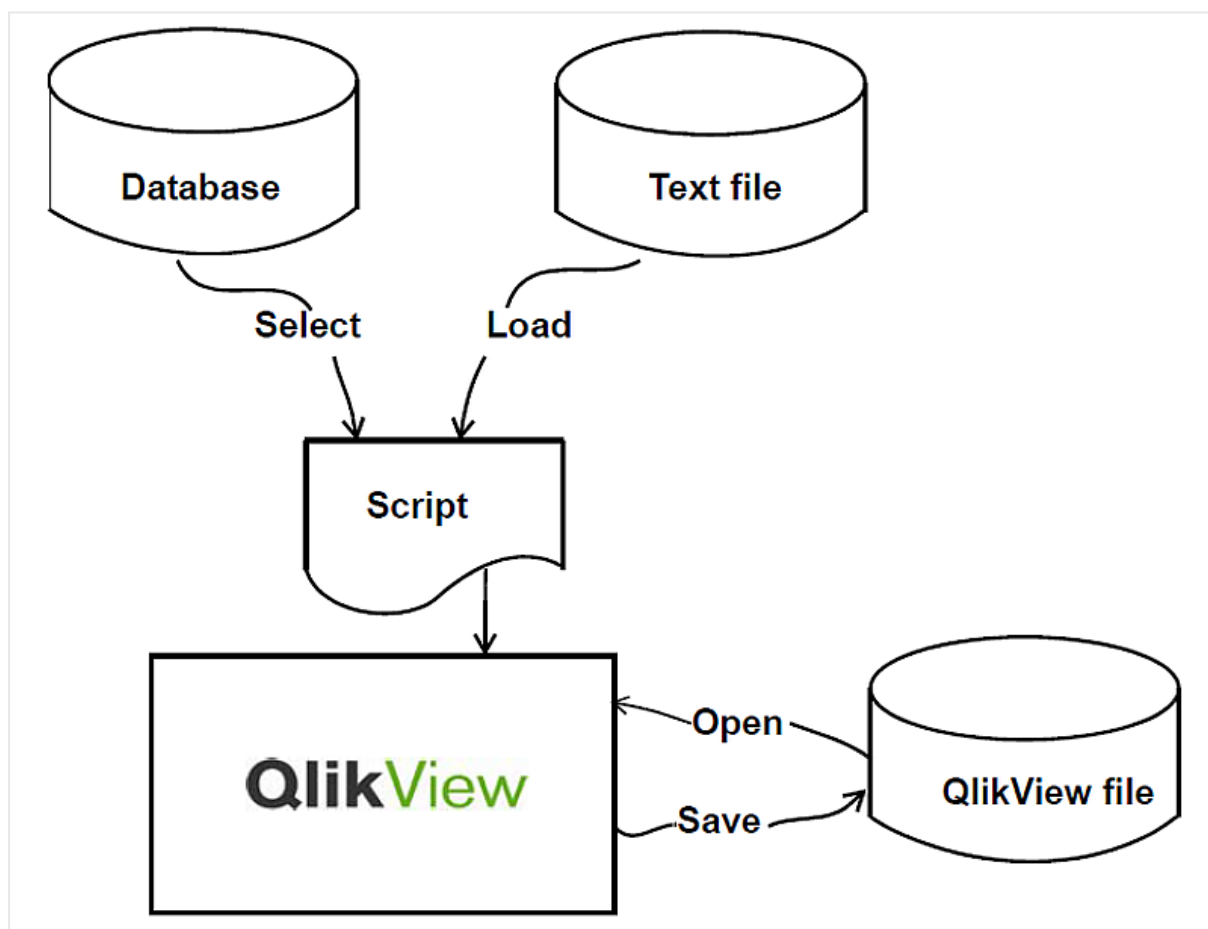 Database
Text file
Select
Load
Script
QlikView
Open
QlikView file
Save